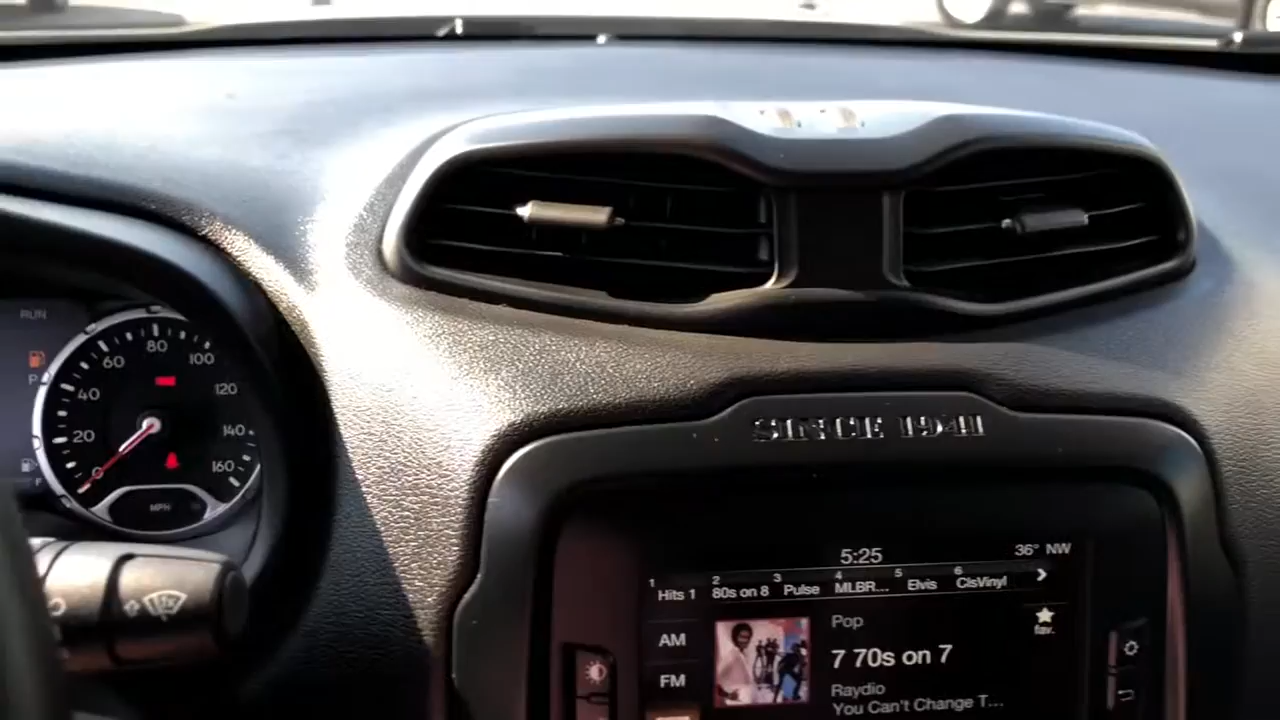 SINCE 1941
RUN
P
F
20
40
60
80
100
120
140
160
MPH
5:25
36° NW
1 Hits 1
2 80s on 8
3 Pulse
4 MLBR...
5 Elvis
6 ClsVinyl
AM
FM
Pop
7 70s on 7
Raydio
You Can't Change T...
fav.